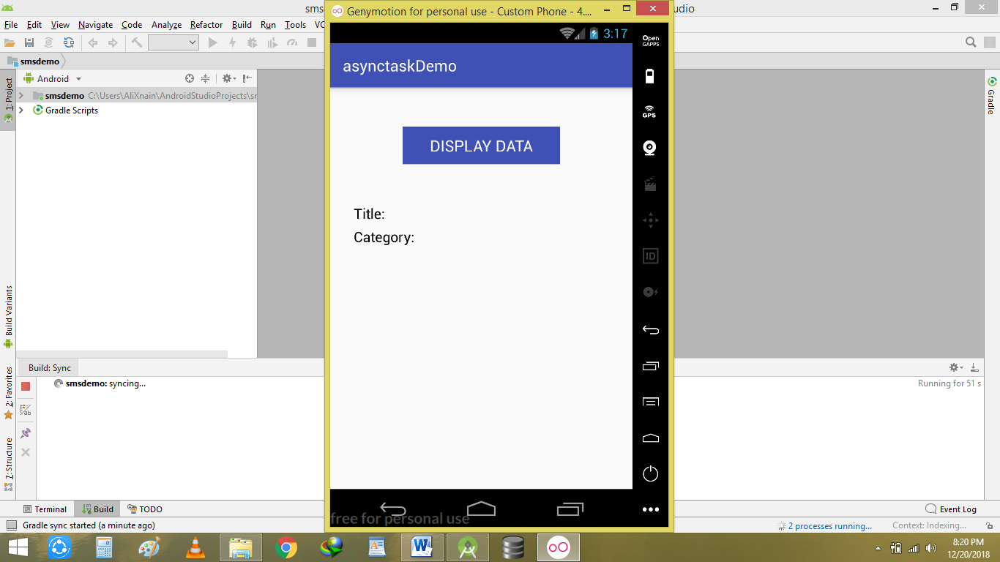 smsd
Genymotion for personal use - Custom Phone - 4....
udio
File Edit View Navigate Code Analyze Refactor Build Run Tools VC
smsdemo
Android
smsdemo C:\Users\AliXnain\AndroidStudioProjects\sr
Gradle Scripts
1: Project
Build Variants
2: Favorites
7: Structure
3:17
asynctaskDemo
DISPLAY DATA
Title:
Category:
free for personal use
Open
GAPPS
GPS
ID
Gradle
Build: Sync
smsdemo: syncing...
Running for 51 s
Terminal Build TODO
Event Log
Gradle sync started (a minute ago)
2 processes running...
Context: Indexing...
8:20 PM
12/20/2018